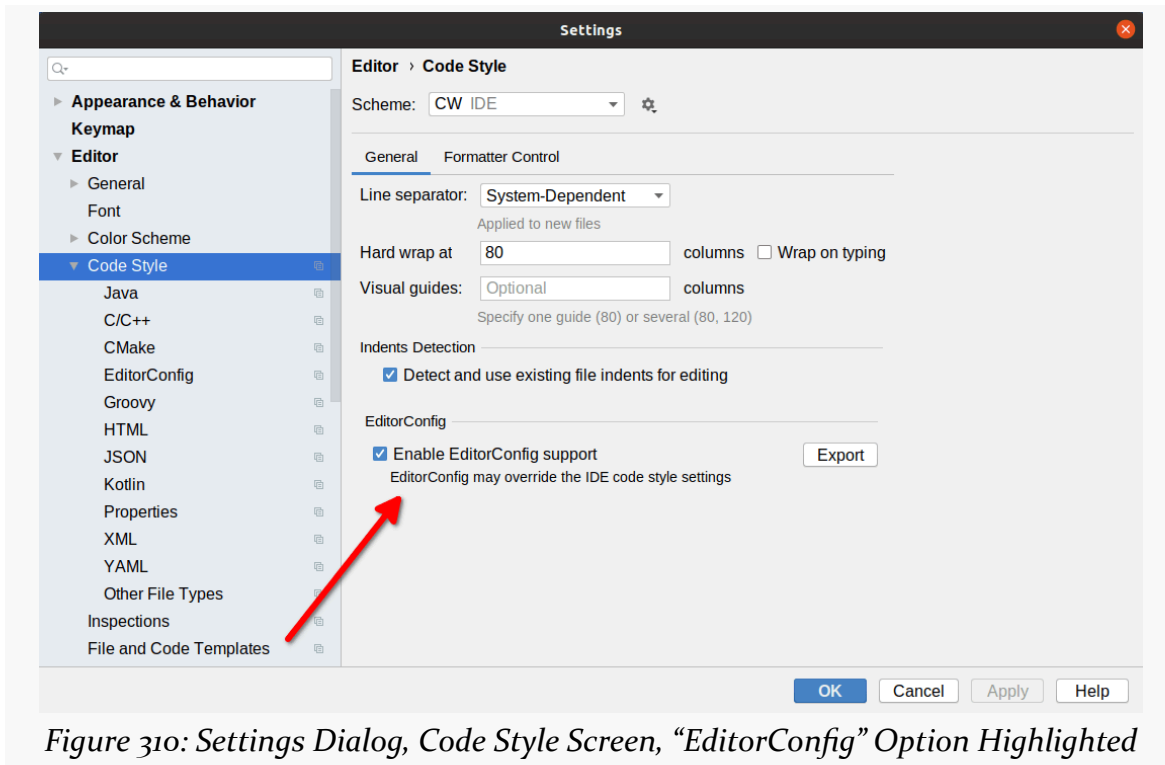 Settings
Editor › Code Style
Appearance & Behavior
Keymap
Editor
General
Font
Color Scheme
Code Style
Java
C/C++
CMake
EditorConfig
Groovy
HTML
JSON
Kotlin
Properties
XML
YAML
Other File Types
Inspections
File and Code Templates
Scheme: CW IDE
General Formatter Control
Line separator: System-Dependent
Applied to new files
Hard wrap at 80 columns Wrap on typing
Visual guides: Optional columns
Specify one guide (80) or several (80, 120)
Indents Detection
Detect and use existing file indents for editing
EditorConfig
Enable EditorConfig support Export
EditorConfig may override the IDE code style settings
OK Cancel Apply Help
Figure 310: Settings Dialog, Code Style Screen, “EditorConfig” Option Highlighted